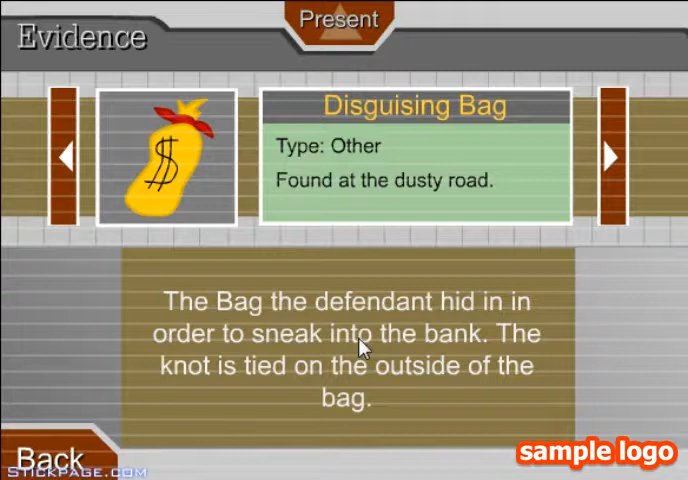 Present
Evidence
Disguising Bag
Type: Other
Found at the dusty road.
$
The Bag the defendant hid in in
order to sneak into the bank. The
knot is tied on the outside of the
bag.
Back
STICKPAGE.COM
sample logo